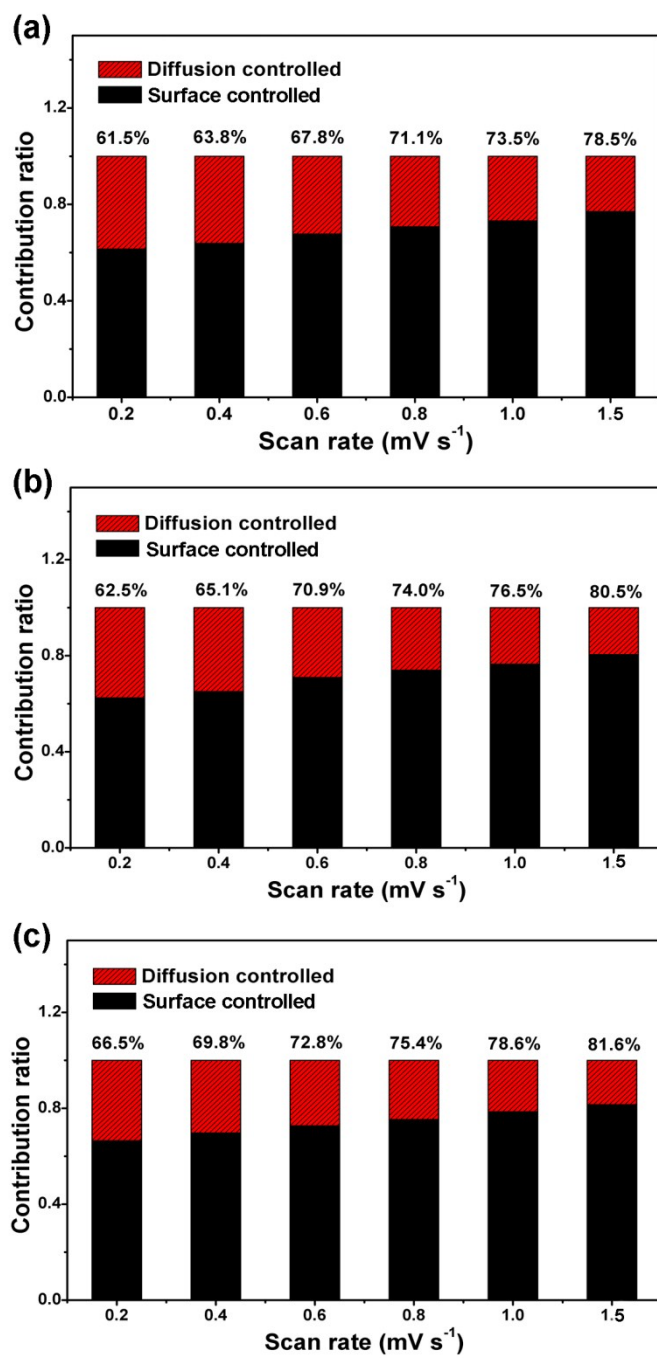 (a)
Diffusion controlled
Surface controlled
1.2
61.5% 63.8% 67.8% 71.1% 73.5% 78.5%
0.8
0.4
0.0
Contribution ratio
0.2 0.4 0.6 0.8 1.0 1.5
Scan rate (mV s⁻¹)
(b)
Diffusion controlled
Surface controlled
1.2
62.5% 65.1% 70.9% 74.0% 76.5% 80.5%
0.8
0.4
0.0
Contribution ratio
0.2 0.4 0.6 0.8 1.0 1.5
Scan rate (mV s⁻¹)
(c)
Diffusion controlled
Surface controlled
1.2
66.5% 69.8% 72.8% 75.4% 78.6% 81.6%
0.8
0.4
0.0
Contribution ratio
0.2 0.4 0.6 0.8 1.0 1.5
Scan rate (mV s⁻¹)